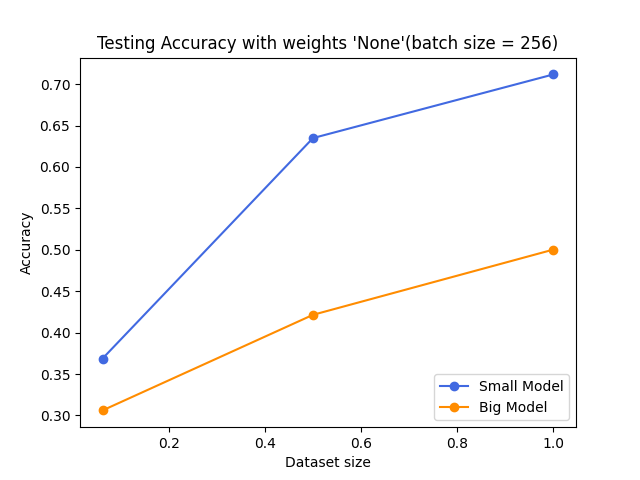 Testing Accuracy with weights 'None'(batch size = 256)
0.70
0.65
0.60
0.55
0.50
0.45
0.40
0.35
0.30
Accuracy
Small Model
Big Model
0.2 0.4 0.6 0.8 1.0
Dataset size